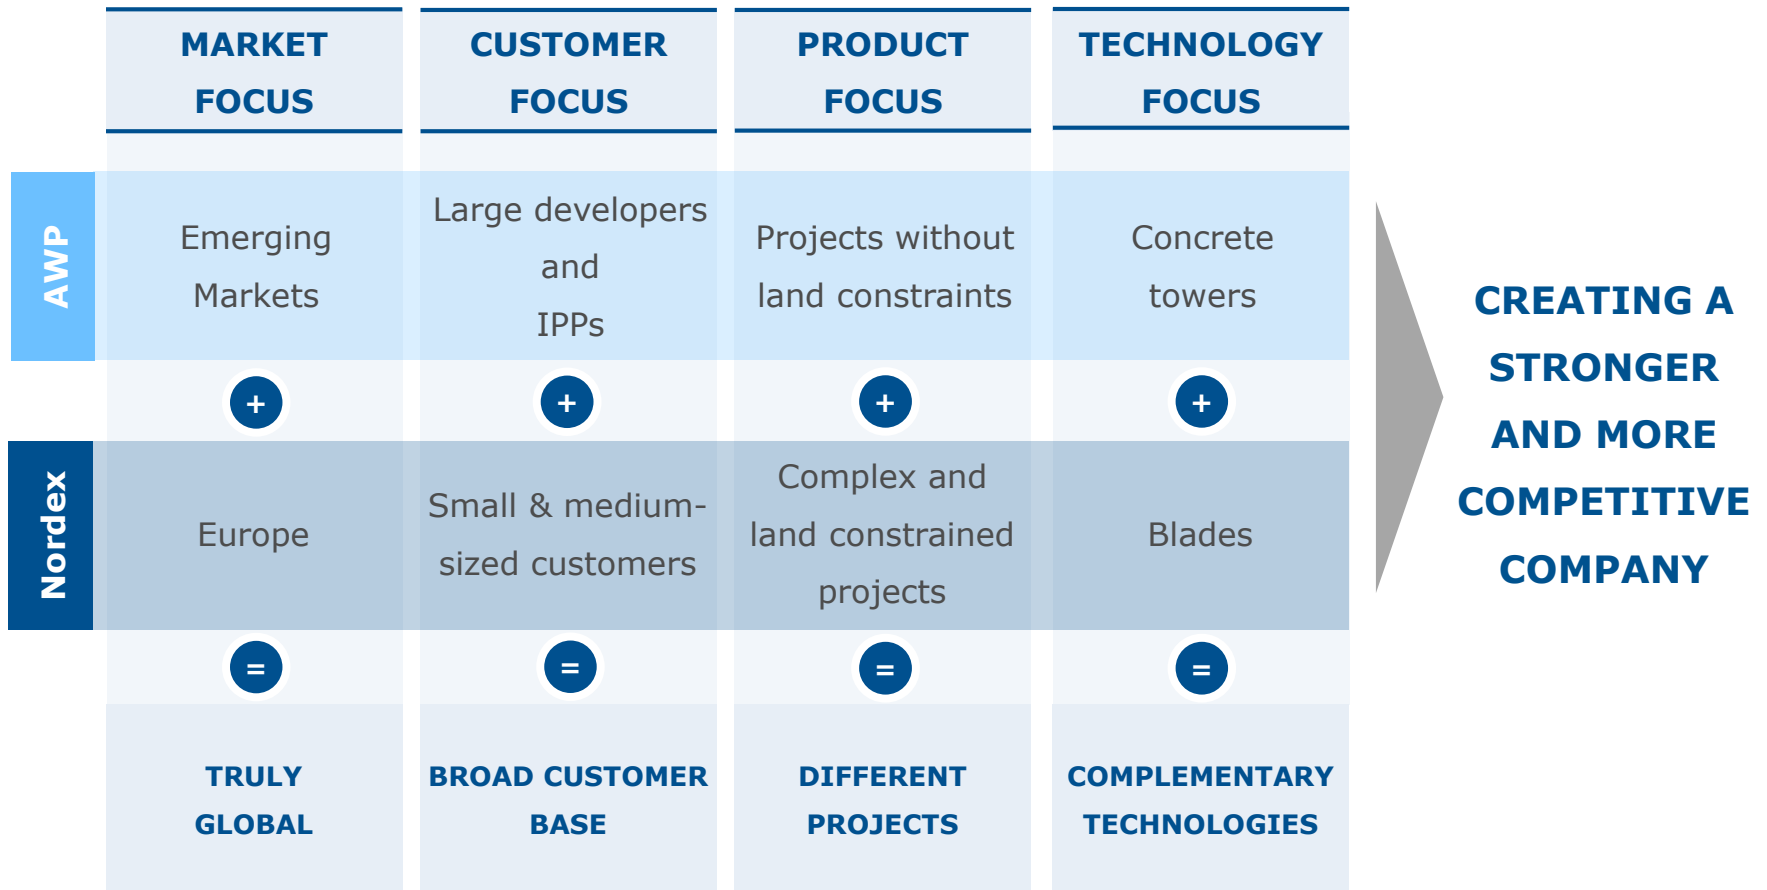 MARKET
FOCUS
CUSTOMER
FOCUS
PRODUCT
FOCUS
TECHNOLOGY
FOCUS
AWP
Emerging
Markets
Large developers
and
IPPs
Projects without
land constraints
Concrete
towers
+
+
+
+
Nordex
Europe
Small & medium-
sized customers
Complex and
land constrained
projects
Blades
=
=
=
=
TRULY
GLOBAL
BROAD CUSTOMER
BASE
DIFFERENT
PROJECTS
COMPLEMENTARY
TECHNOLOGIES
CREATING A
STRONGER
AND MORE
COMPETITIVE
COMPANY